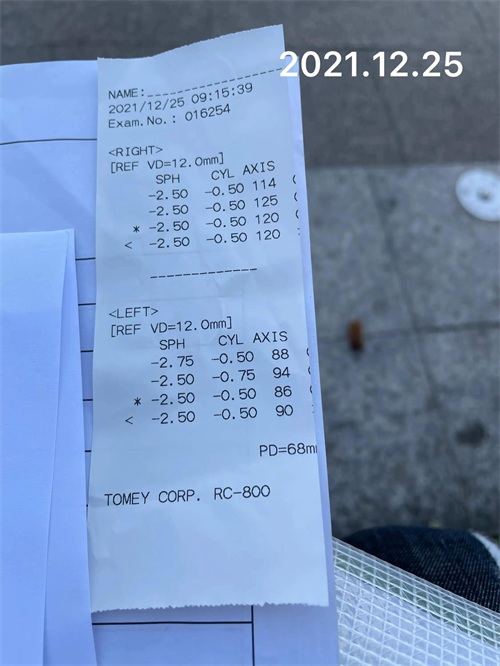 2021.12.25
NAME:_______________
2021/12/25 09:15:39
Exam.No.: 016254
<RIGHT>
[REF VD=12.0mm]
SPH CYL AXIS
-2.50 -0.50 114
-2.50 -0.50 125
* -2.50 -0.50 120
< -2.50 -0.50 120 >
-------------
<LEFT>
[REF VD=12.0mm]
SPH CYL AXIS
-2.75 -0.50 88
-2.50 -0.75 94
* -2.50 -0.50 86
< -2.50 -0.50 90 >
PD=68mm
TOMEY CORP. RC-800